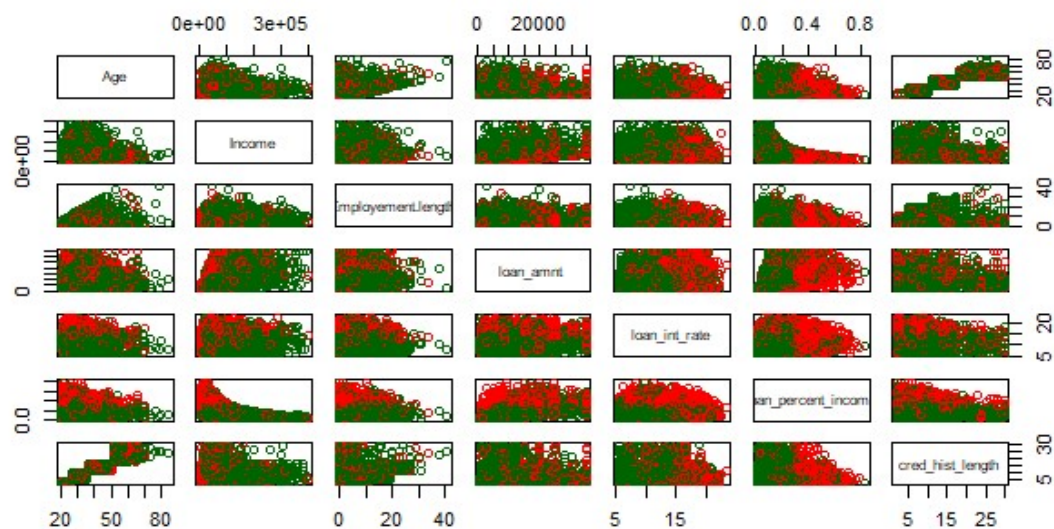 0e+00 3e+05 0 20000 0.0 0.4 0.8
Age 20 80
0e+00 Income
Employement.length 0 40
0 loan_amnt
loan_int_rate 5 20
0.0 an_percent_incom
cred_hist_length 5 30
20 50 80 0 20 40 5 15 5 15 25